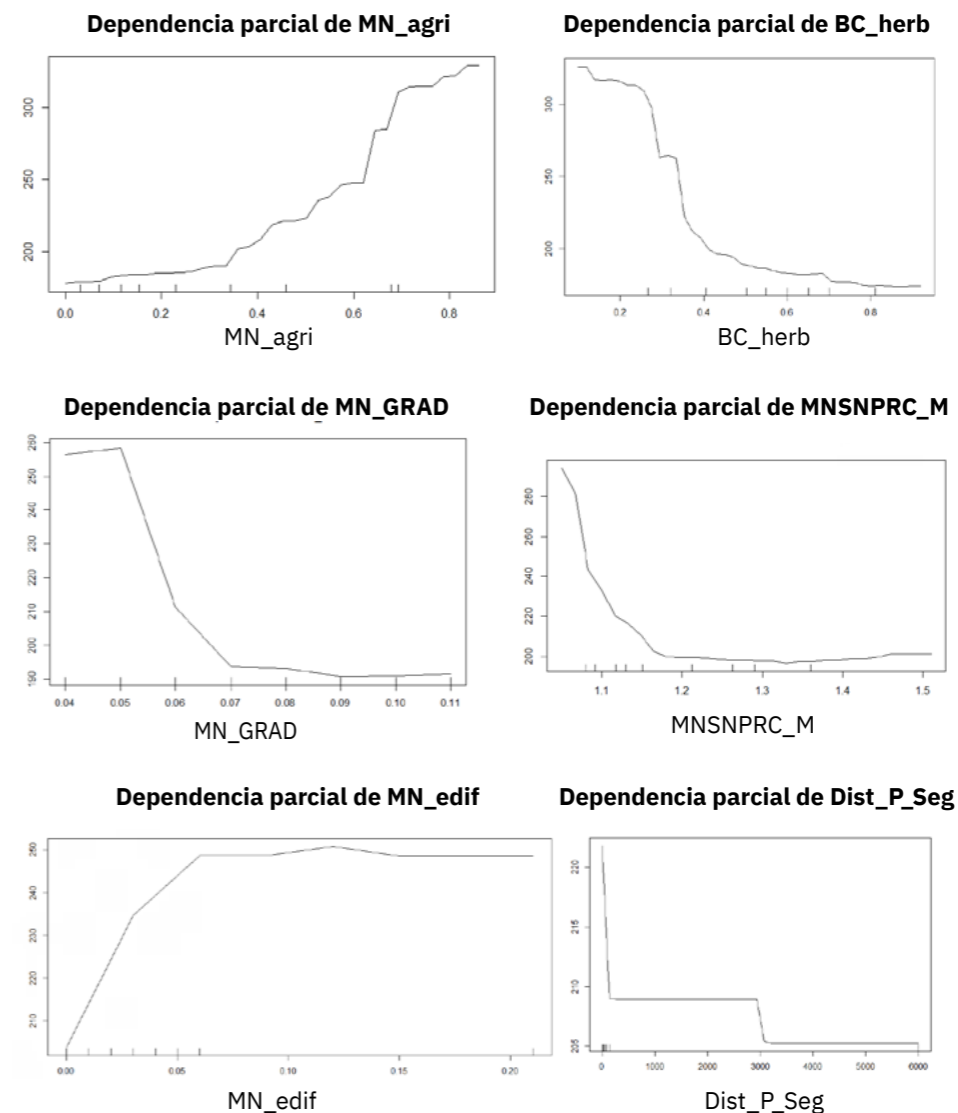 Dependencia parcial de MN_agri
300
250
200
0.0 0.2 0.4 0.6 0.8
MN_agri
Dependencia parcial de BC_herb
300
250
200
0.2 0.4 0.6 0.8
BC_herb
Dependencia parcial de MN_GRAD
260
250
240
230
220
210
200
190
0.04 0.05 0.06 0.07 0.08 0.09 0.10 0.11
MN_GRAD
Dependencia parcial de MNSNPRC_M
280
260
240
220
200
1.1 1.2 1.3 1.4 1.5
MNSNPRC_M
Dependencia parcial de MN_edif
250
240
230
220
210
0.00 0.05 0.10 0.15 0.20
MN_edif
Dependencia parcial de Dist_P_Seg
220
215
210
205
0 1000 2000 3000 4000 5000 6000
Dist_P_Seg